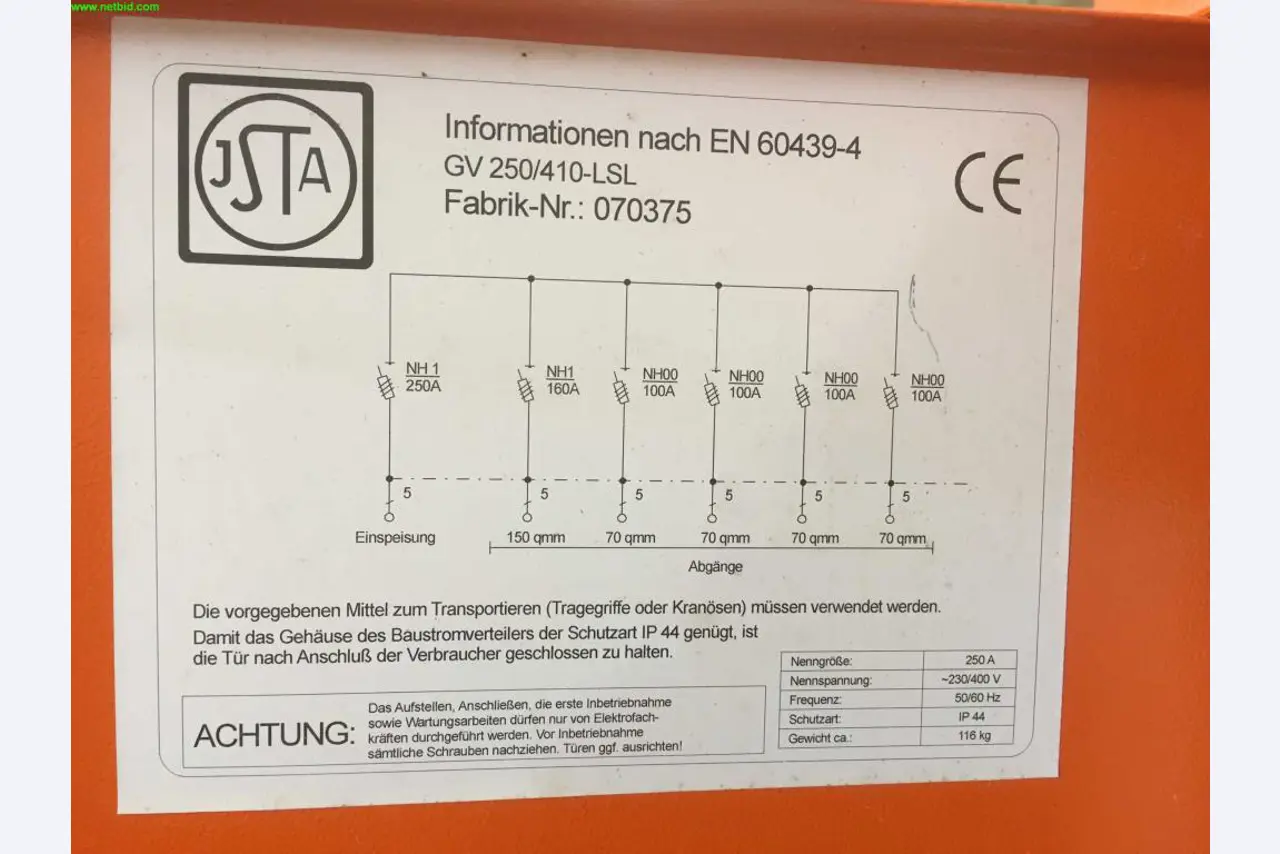 www.netbid.com
JSTA
Informationen nach EN 60439-4
GV 250/410-LSL
Fabrik-Nr.: 070375
CE
NH 1 NH1 NH00 NH00 NH00 NH00
250A 160A 100A 100A 100A 100A
5 5 5 5 5 5
Einspeisung 150 qmm 70 qmm 70 qmm 70 qmm 70 qmm
Abgänge
Die vorgegebenen Mittel zum Transportieren (Tragegriffe oder Kranösen) müssen verwendet werden.
Damit das Gehäuse des Baustromverteilers der Schutzart IP 44 genügt, ist
die Tür nach Anschluß der Verbraucher geschlossen zu halten.
ACHTUNG:
Das Aufstellen, Anschließen, die erste Inbetriebnahme
sowie Wartungsarbeiten dürfen nur von Elektrofach-
kräften durchgeführt werden. Vor Inbetriebnahme
sämtliche Schrauben nachziehen. Türen ggf. ausrichten!
Nenngröße: 250 A
Nennspannung: ~230/400 V
Frequenz: 50/60 Hz
Schutzart: IP 44
Gewicht ca.: 116 kg